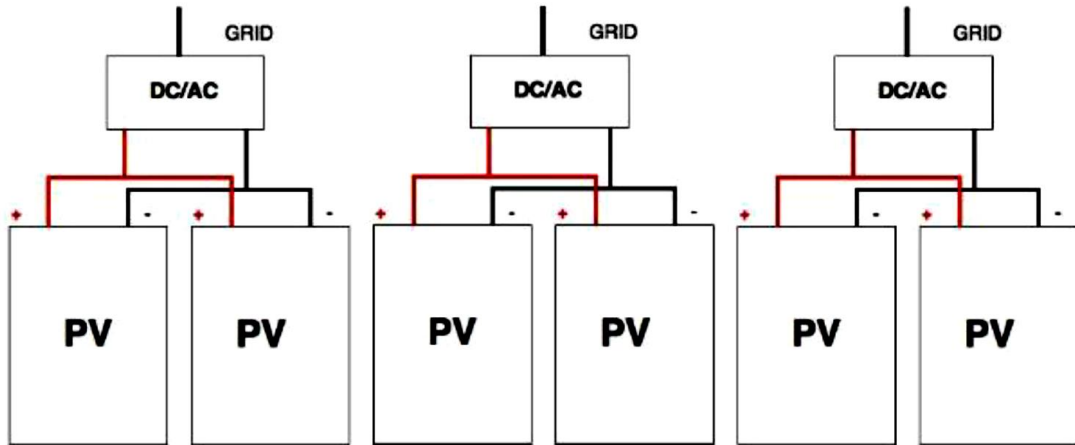 GRID GRID GRID
DC/AC DC/AC DC/AC
+ - + - + - + - + - + -
PV PV PV PV PV PV